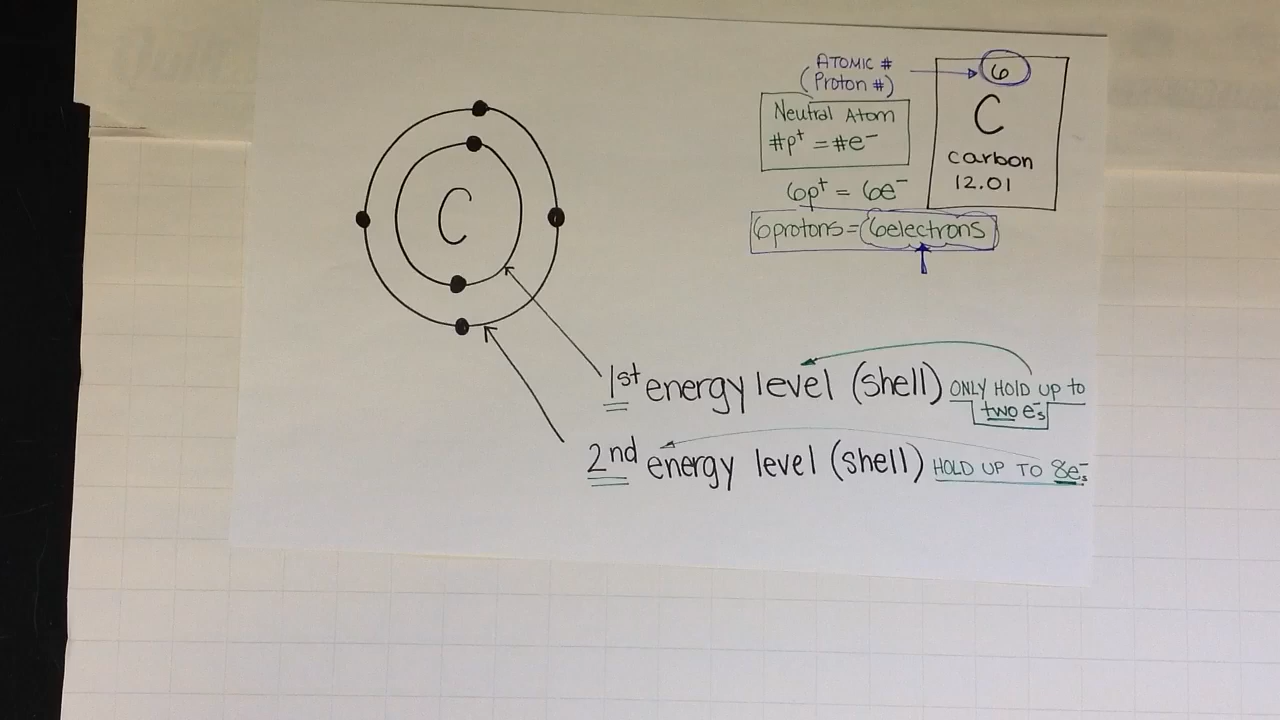 C
ATOMIC #
(Proton #)
6
C
carbon
12.01
Neutral Atom
#p+ = #e-
6p+ = 6e-
6protons = 6electrons
1st energy level (shell) ONLY HOLD UP to
two e-s
2nd energy level (shell) HOLD UP TO 8e-s